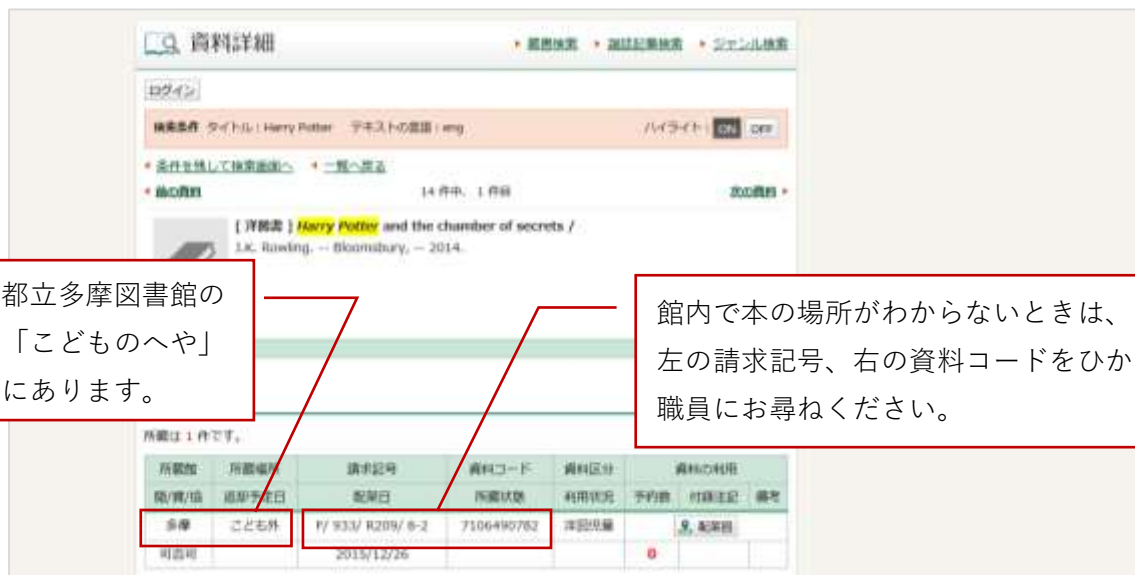 資料詳細
蔵書検索 雑誌記事検索 ジャンル検索
ログイン
検索条件 タイトル : Harry Potter テキストの言語 : eng ハイライト : ON OFF
条件を残して検索画面へ 一覧へ戻る
前の資料 14 件中、 1 件目 次の資料
[ 洋図書 ] Harry Potter and the chamber of secrets /
J.K. Rowling. -- Bloomsbury, -- 2014.
都立多摩図書館の
「こどものへや」
にあります。
館内で本の場所がわからないときは、
左の請求記号、右の資料コードをひか
職員にお尋ねください。
所蔵は 1 件です。
所蔵館 所蔵場所 請求記号 資料コード 資料区分 資料の利用
返却予定日 配架日 所蔵状態 利用状況 予約数 付録注記 備考
多摩 こども外 P/ 933/ R209/ 6-2 7106490782 洋図児童 配架図
2015/12/26 0